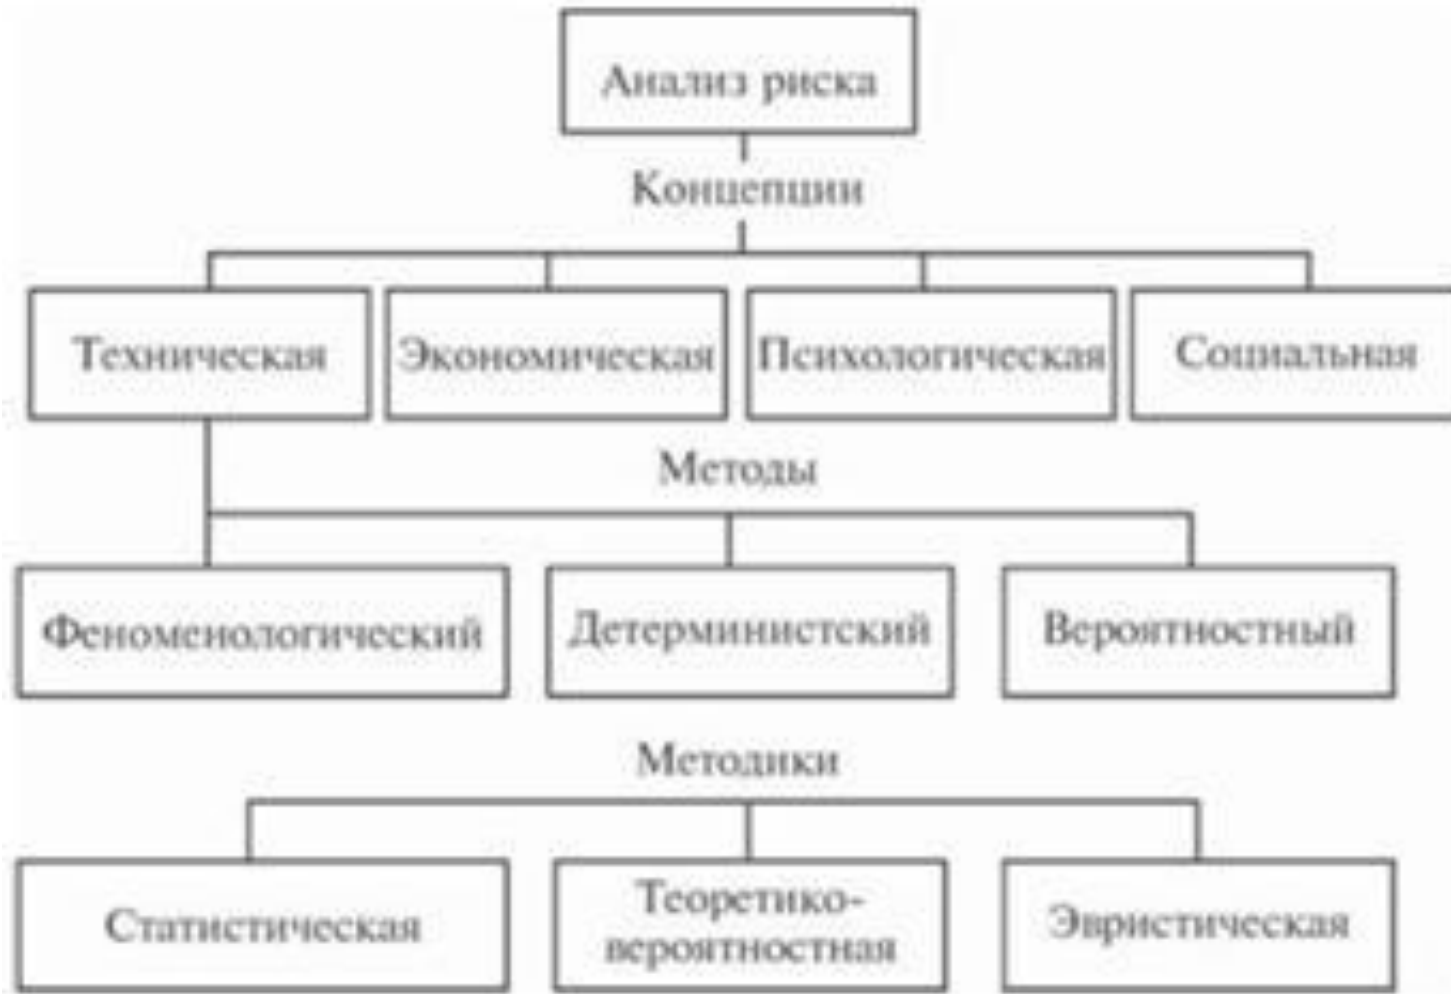 Анализ риска
Концепции
Техническая
Экономическая
Психологическая
Социальная
Методы
Феноменологический
Детерминистский
Вероятностный
Методики
Статистическая
Теоретико-
вероятностная
Эвристическая